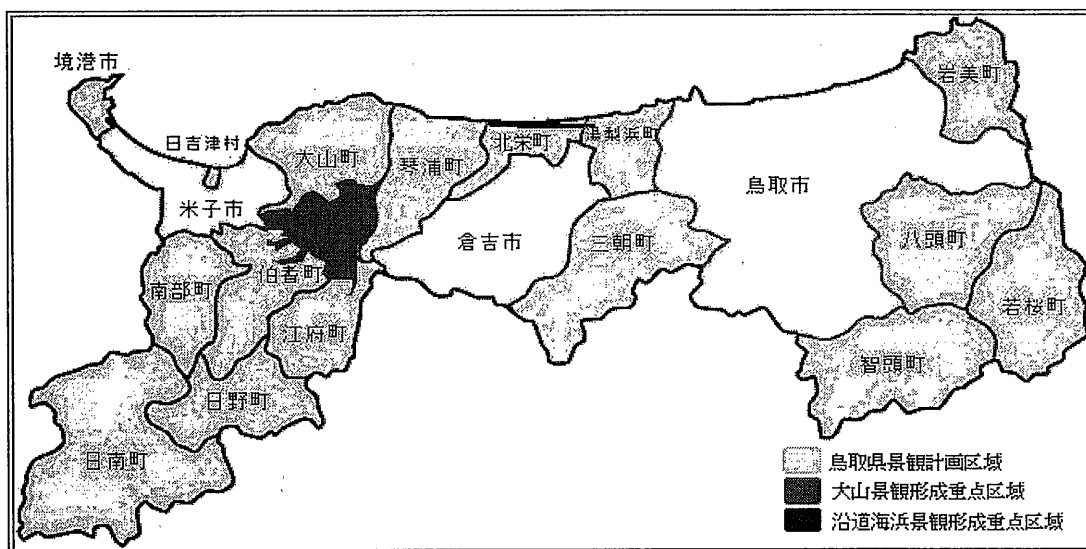 境港市
岩美町
日吉津村
大山町
琴浦町
北栄町
湯梨浜町
鳥取市
米子市
倉吉市
三朝町
八頭町
伯耆町
南部町
若桜町
江府町
智頭町
日野町
日南町
鳥取県景観計画区域
大山景観形成重点区域
沿道海浜景観形成重点区域